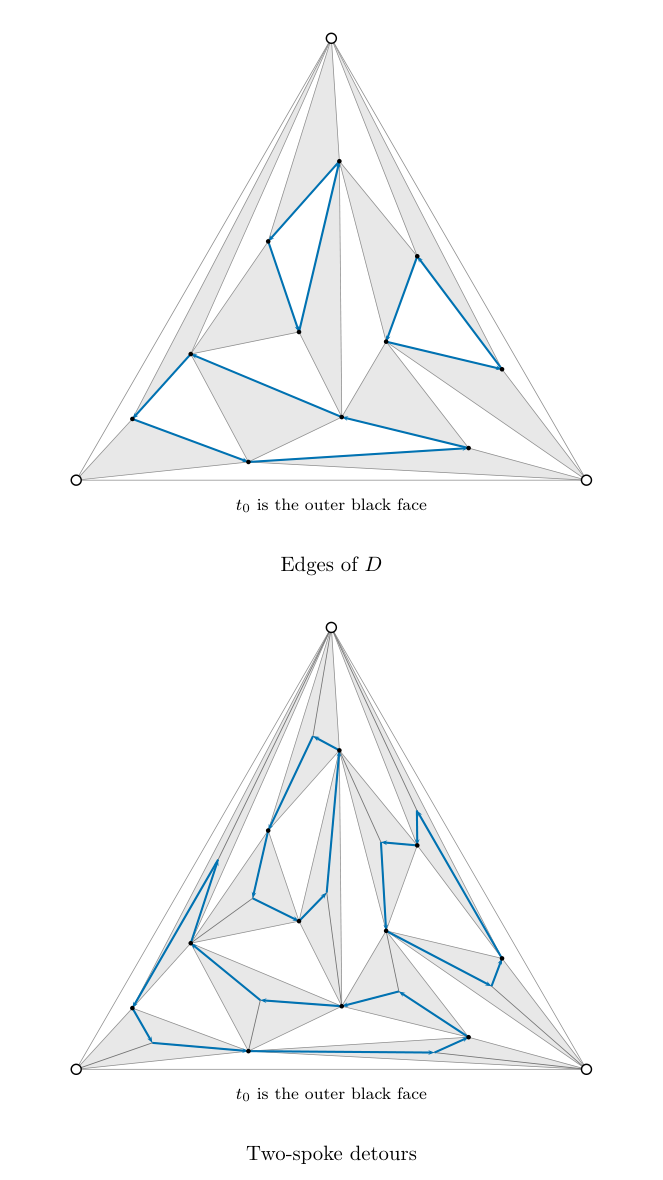 t₀ is the outer black face
Edges of D
t₀ is the outer black face
Two-spoke detours